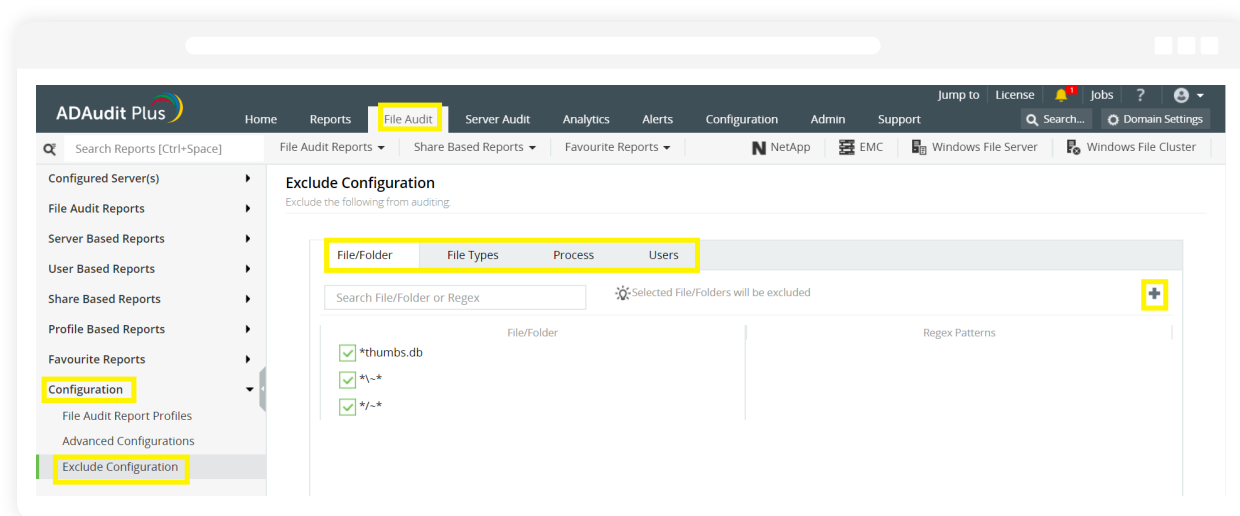 Jump to License 1 Jobs ?
ADAudit Plus
Home Reports File Audit Server Audit Analytics Alerts Configuration Admin Support Search... Domain Settings
Search Reports [Ctrl+Space] File Audit Reports Share Based Reports Favourite Reports NetApp EMC Windows File Server Windows File Cluster
Configured Server(s)
File Audit Reports
Server Based Reports
User Based Reports
Share Based Reports
Profile Based Reports
Favourite Reports
Configuration
File Audit Report Profiles
Advanced Configurations
Exclude Configuration
Exclude Configuration
Exclude the following from auditing.
File/Folder File Types Process Users
Search File/Folder or Regex Selected File/Folders will be excluded
File/Folder Regex Patterns
*thumbs.db
*\~*
*/~*